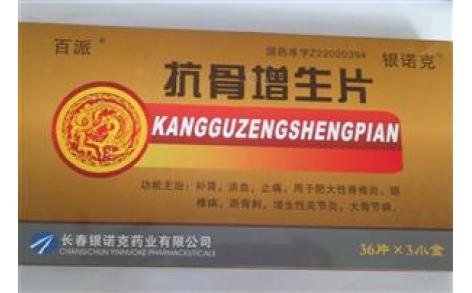 百派®
国药准字Z22020394
银诺克®
抗骨增生片
KANGGUZENGSHENGPIAN
功能主治：补肾，活血，止痛，用于肥大性脊椎炎，颈
椎病，跟骨刺，增生性关节炎，大骨节病。
长春银诺克药业有限公司
CHANGCHUN YINNUOKE PHARMACEUTICALS
36片×3小盒